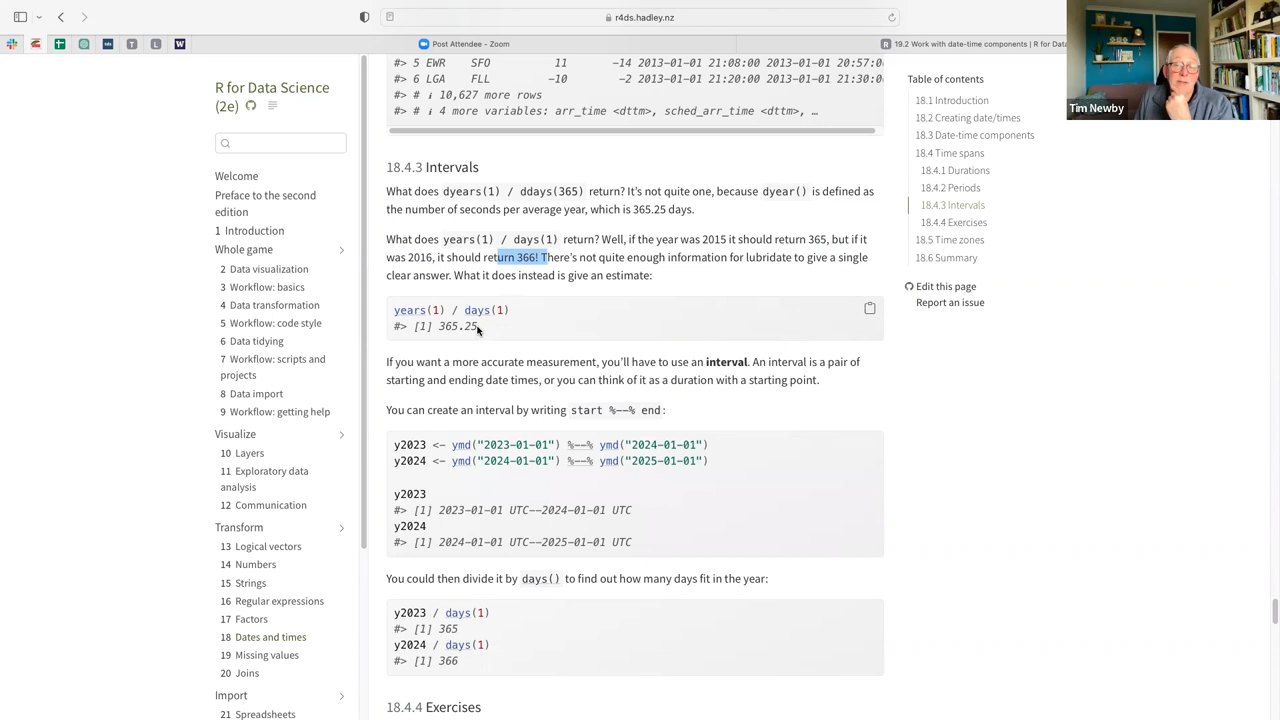 r4ds.hadley.nz
Post Attendee - Zoom
19.2 Work with date-time components | R for Data
Tim Newby
R for Data Science
(2e)
Welcome
Preface to the second
edition
1 Introduction
Whole game
2 Data visualization
3 Workflow: basics
4 Data transformation
5 Workflow: code style
6 Data tidying
7 Workflow: scripts and
projects
8 Data import
9 Workflow: getting help
Visualize
10 Layers
11 Exploratory data
analysis
12 Communication
Transform
13 Logical vectors
14 Numbers
15 Strings
16 Regular expressions
17 Factors
18 Dates and times
19 Missing values
20 Joins
Import
21 Spreadsheets
#> 5 EWR SFO 11 -14 2013-01-01 21:08:00 2013-01-01 20:57:0
#> 6 LGA FLL -10 -2 2013-01-01 21:20:00 2013-01-01 21:30:0
#> # ℹ 10,627 more rows
#> # ℹ 4 more variables: arr_time <dttm>, sched_arr_time <dttm>, …
18.4.3 Intervals
What does dyears(1) / ddays(365) return? It’s not quite one, because dyear() is defined as
the number of seconds per average year, which is 365.25 days.
What does years(1) / days(1) return? Well, if the year was 2015 it should return 365, but if it
was 2016, it should return 366! There’s not quite enough information for lubridate to give a single
clear answer. What it does instead is give an estimate:
years(1) / days(1)
#> [1] 365.25
If you want a more accurate measurement, you’ll have to use an interval. An interval is a pair of
starting and ending date times, or you can think of it as a duration with a starting point.
You can create an interval by writing start %--% end:
y2023 <- ymd("2023-01-01") %--% ymd("2024-01-01")
y2024 <- ymd("2024-01-01") %--% ymd("2025-01-01")
y2023
#> [1] 2023-01-01 UTC--2024-01-01 UTC
y2024
#> [1] 2024-01-01 UTC--2025-01-01 UTC
You could then divide it by days() to find out how many days fit in the year:
y2023 / days(1)
#> [1] 365
y2024 / days(1)
#> [1] 366
18.4.4 Exercises
Table of contents
18.1 Introduction
18.2 Creating date/times
18.3 Date-time components
18.4 Time spans
18.4.1 Durations
18.4.2 Periods
18.4.3 Intervals
18.4.4 Exercises
18.5 Time zones
18.6 Summary
Edit this page
Report an issue